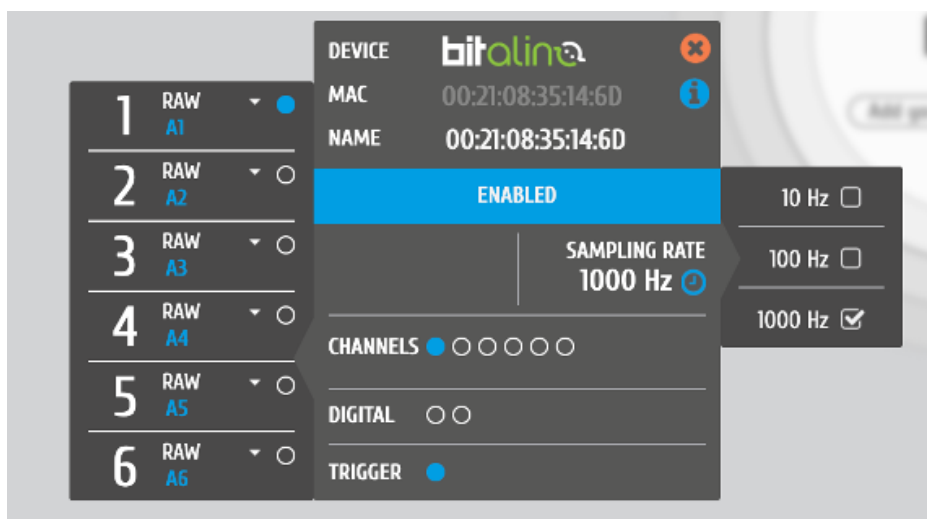 1 RAW
A1
2 RAW
A2
3 RAW
A3
4 RAW
A4
5 RAW
A5
6 RAW
A6
DEVICE bitalino
MAC 00:21:08:35:14:6D
NAME 00:21:08:35:14:6D
ENABLED
SAMPLING RATE
1000 Hz
CHANNELS
DIGITAL
TRIGGER
10 Hz
100 Hz
1000 Hz
Add